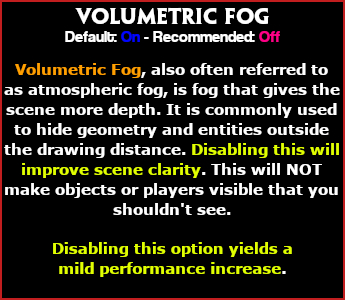 VOLUMETRIC FOG
Default: On - Recommended: Off
Volumetric Fog, also often referred to
as atmospheric fog, is fog that gives the
scene more depth. It is commonly used
to hide geometry and entities outside
the drawing distance. Disabling this will
improve scene clarity. This will NOT
make objects or players visible that you
shouldn't see.
Disabling this option yields a
mild performance increase.